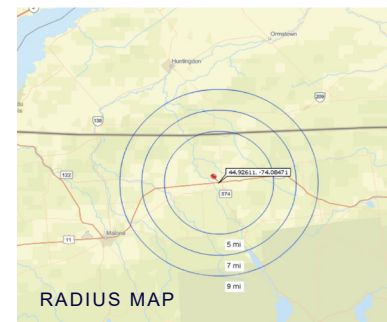 Ormstown
Huntingdon
209
138
44.92611, -74.08471
122
374
11
Malone
5 mi
7 mi
9 mi
RADIUS MAP